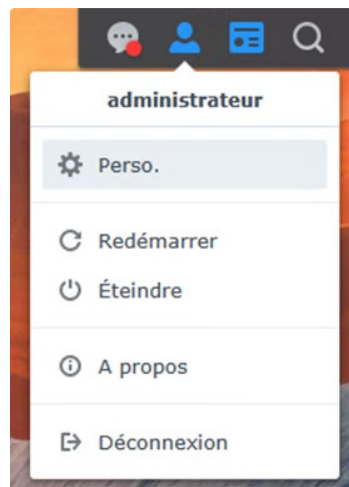 administrateur
Perso.
Redémarrer
Éteindre
A propos
Déconnexion